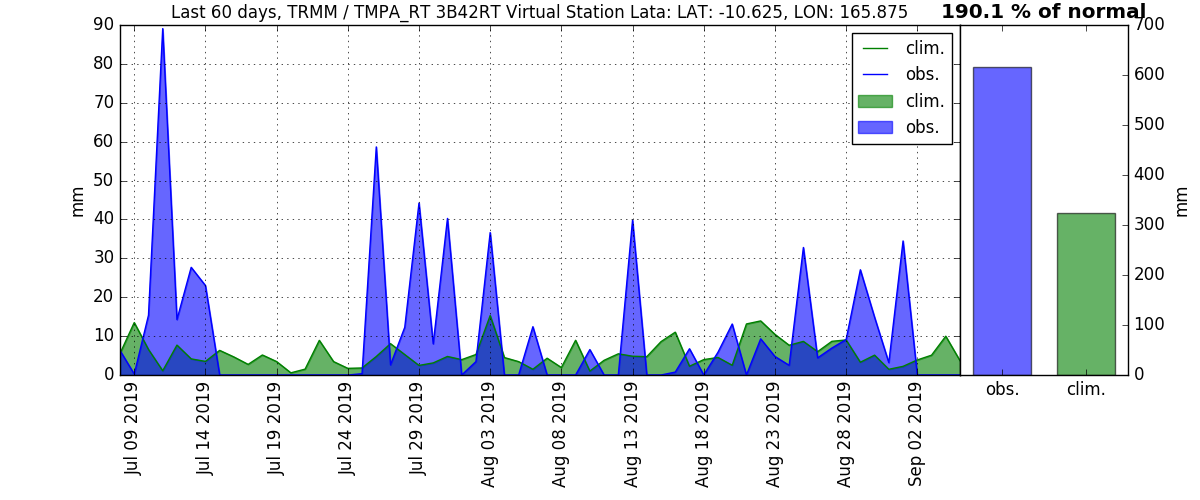 Last 60 days, TRMM / TMPA_RT 3B42RT Virtual Station Lata: LAT: -10.625, LON: 165.875
190.1 % of normal
90
80
70
60
50
40
30
20
10
0
mm
clim.
obs.
clim.
obs.
Jul 09 2019
Jul 14 2019
Jul 19 2019
Jul 24 2019
Jul 29 2019
Aug 03 2019
Aug 08 2019
Aug 13 2019
Aug 18 2019
Aug 23 2019
Aug 28 2019
Sep 02 2019
700
600
500
400
300
200
100
0
mm
obs.
clim.